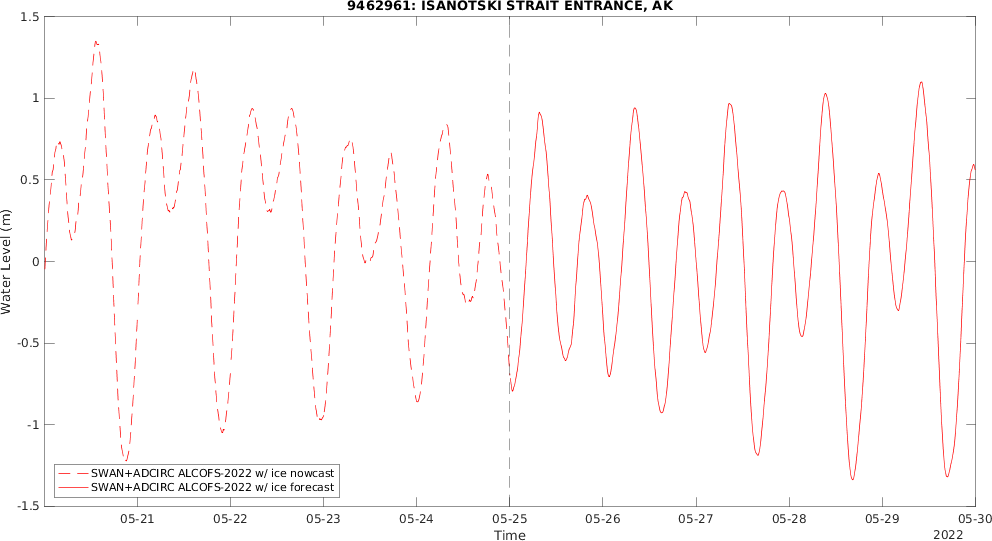 9462961: ISANOTSKI STRAIT ENTRANCE, AK
1.5
1
0.5
0
-0.5
-1
-1.5
Water Level (m)
SWAN+ADCIRC ALCOFS-2022 w/ ice nowcast
SWAN+ADCIRC ALCOFS-2022 w/ ice forecast
05-21 05-22 05-23 05-24 05-25 05-26 05-27 05-28 05-29 05-30
Time
2022